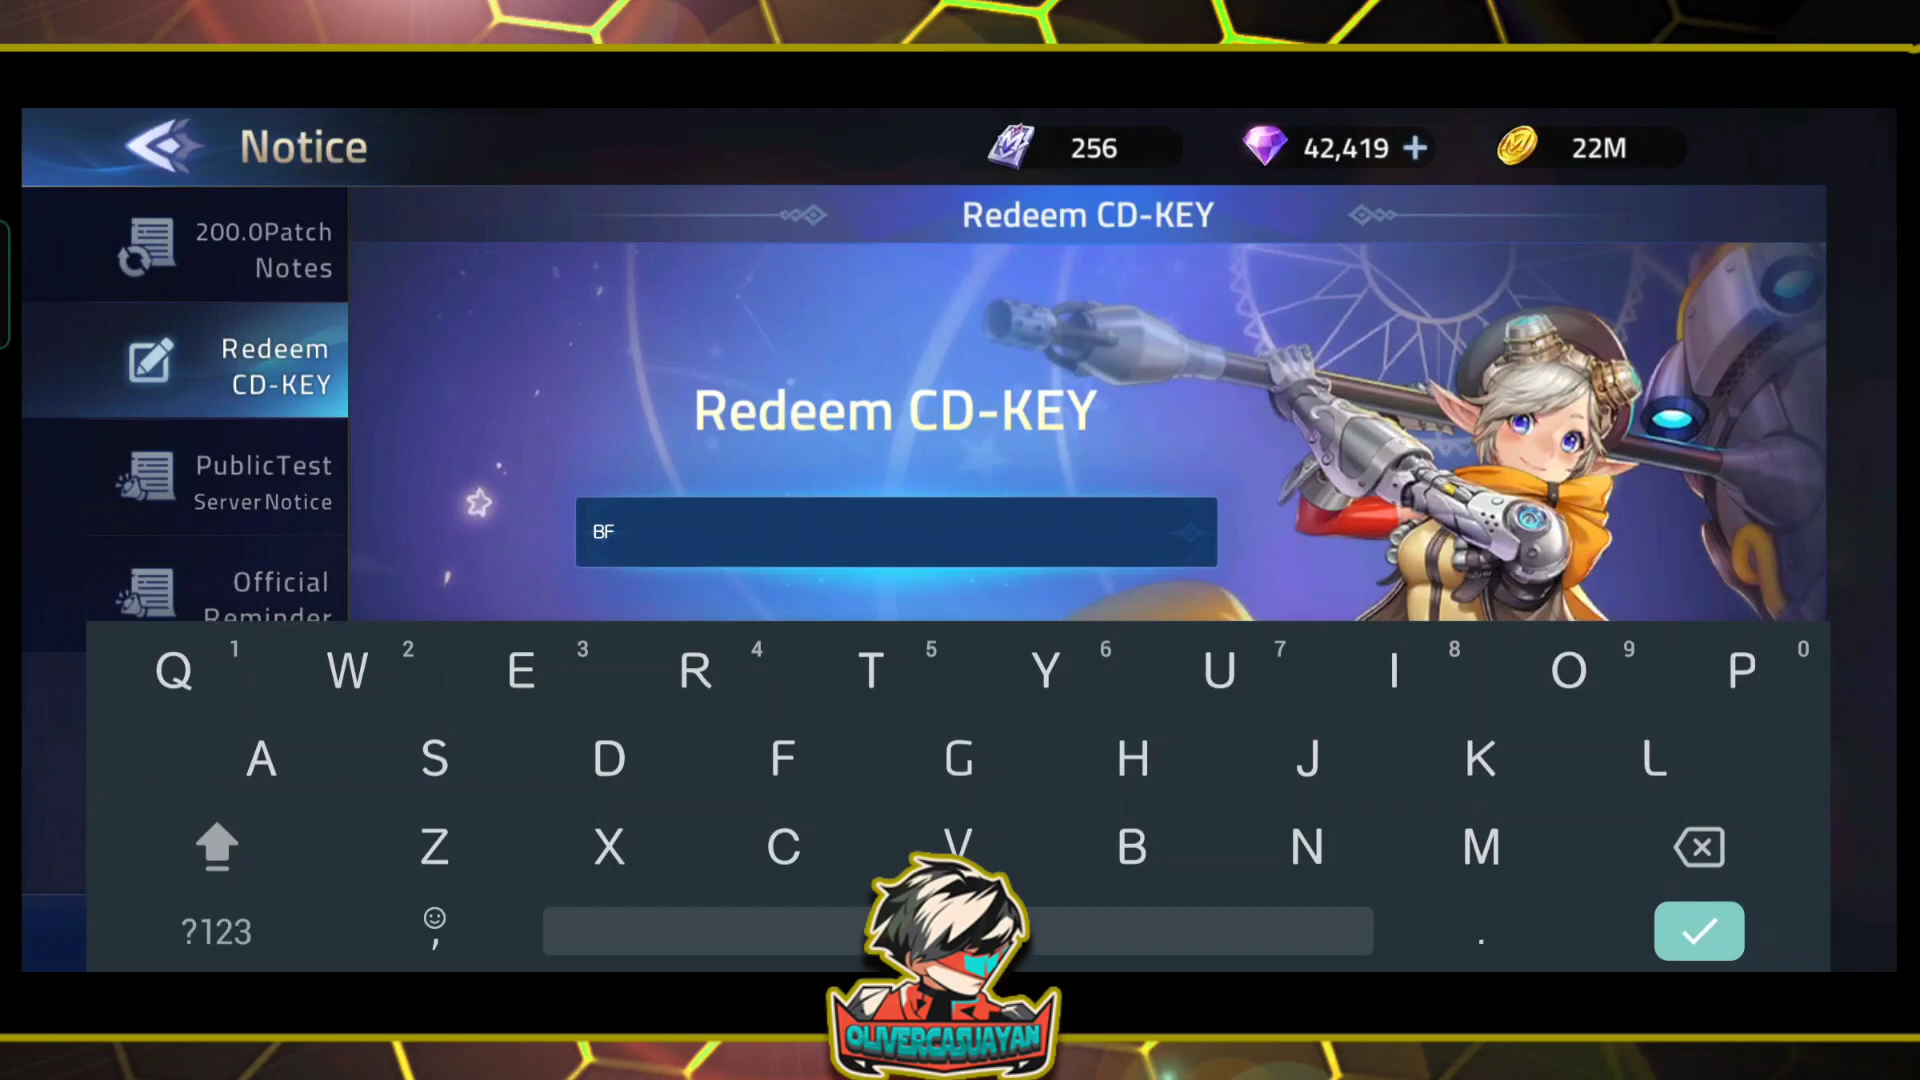 Notice
256
42,419 +
22M
200.0Patch
Notes
Redeem
CD-KEY
PublicTest
ServerNotice
Official
Reminder
Redeem CD-KEY
Redeem CD-KEY
BF
Q 1 W 2 E 3 R 4 T 5 Y 6 U 7 I 8 O 9 P 0
A S D F G H J K L
Z X C V B N M
?123 , .
OLIVERCASUAYAN